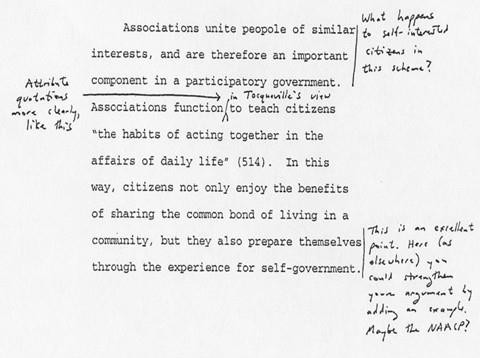 Associations unite peopole of similar
interests, and are therefore an important
component in a participatory government.
in Tocqueville's view
Associations function to teach citizens
"the habits of acting together in the
affairs of daily life" (514).  In this
way, citizens not only enjoy the benefits
of sharing the common bond of living in a
community, but they also prepare themselves
through the experience for self-government.
What happens
to self-interested
citizens in
this scheme?
Attribute
quotations
more clearly,
like this
This is an excellent
point. Here (as
elsewhere) you
could strengthen
your argument by
adding an example.
Maybe the NAACP?